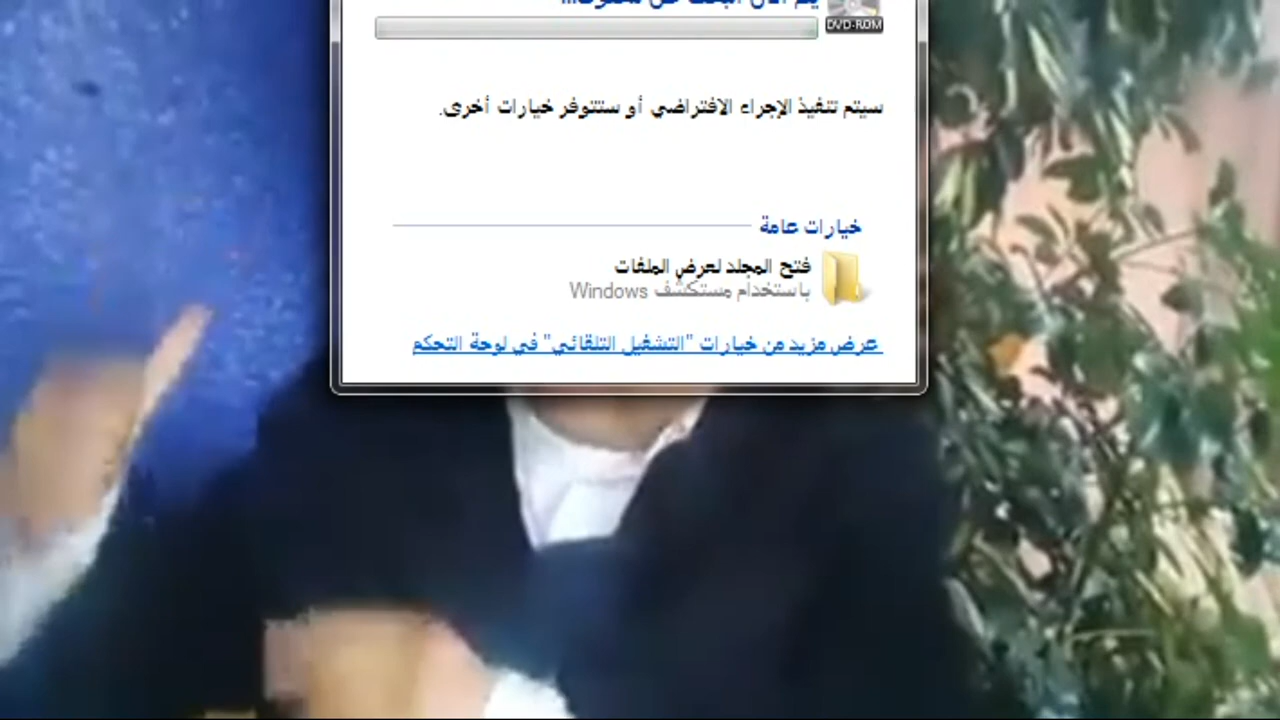 DVD-ROM
سيتم تنفيذ الإجراء الافتراضي أو ستتوفر خيارات أخرى.
خيارات عامة
فتح المجلد لعرض الملفات
باستخدام مستكشف Windows
عرض مزيد من خيارات "التشغيل التلقائي" في لوحة التحكم